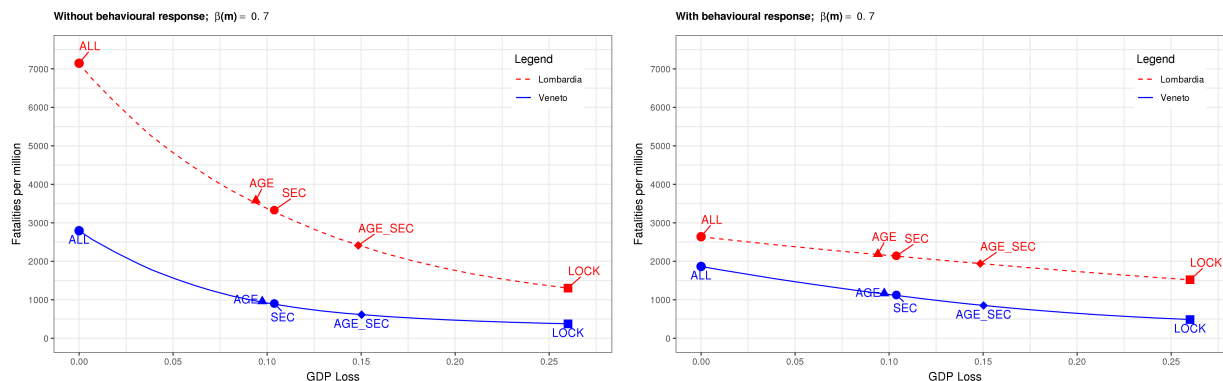 Without behavioural response; β(m) = 0.7
Fatalities per million
7000
6000
5000
4000
3000
2000
1000
0
ALL
AGE
SEC
AGE_SEC
LOCK
ALL
AGE
SEC
AGE_SEC
LOCK
Legend
Lombardia
Veneto
0.00
0.05
0.10
0.15
0.20
0.25
GDP Loss
With behavioural response; β(m) = 0.7
Fatalities per million
7000
6000
5000
4000
3000
2000
1000
0
ALL
AGE
SEC
AGE_SEC
LOCK
ALL
AGE
SEC
AGE_SEC
LOCK
Legend
Lombardia
Veneto
0.00
0.05
0.10
0.15
0.20
0.25
GDP Loss